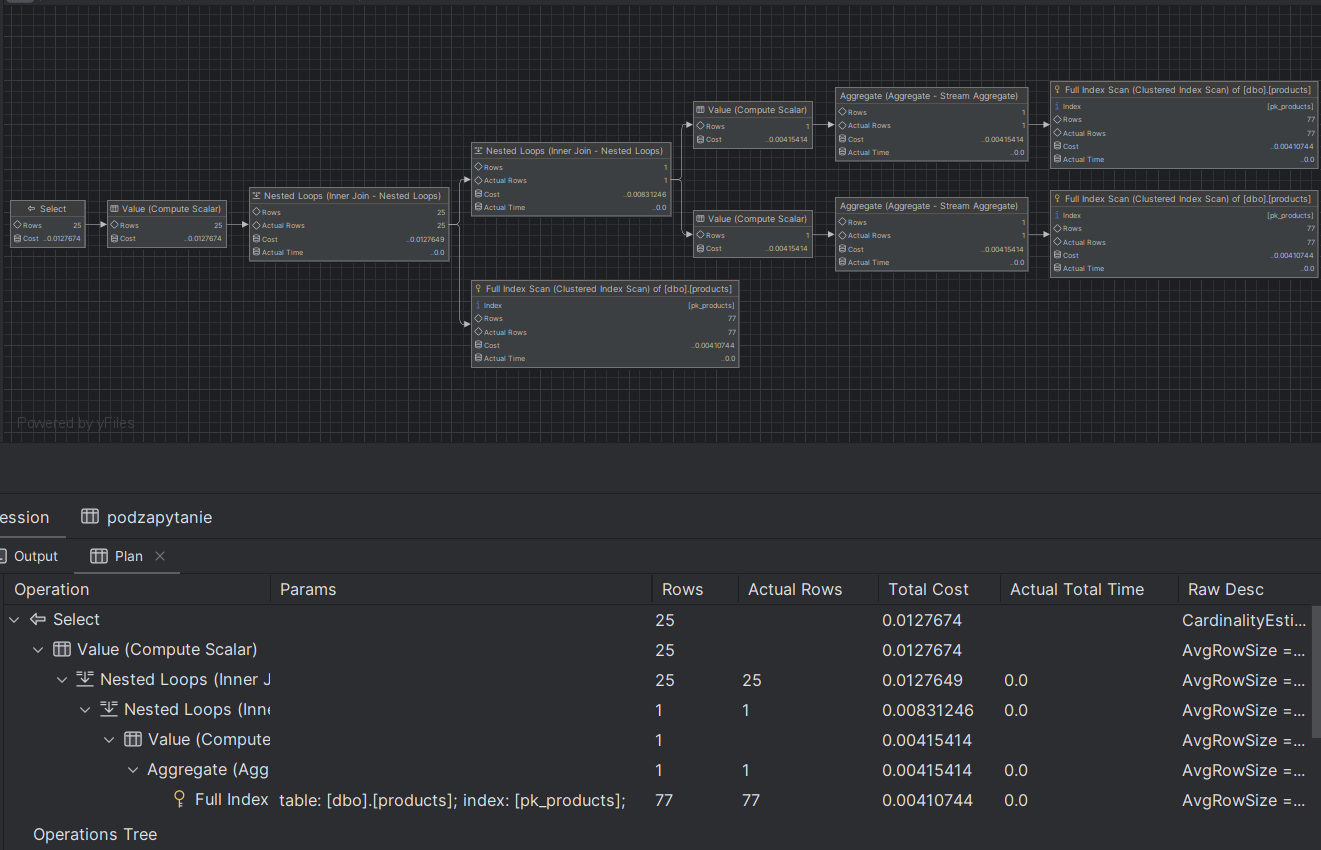 Full Index Scan (Clustered Index Scan) of [dbo].[products]
Index [pk_products]
Rows 77
Actual Rows 77
Cost ..0.00410744
Actual Time ..0.0
Aggregate (Aggregate - Stream Aggregate)
Rows 1
Actual Rows 1
Cost ..0.00415414
Actual Time ..0.0
Value (Compute Scalar)
Rows 1
Cost ..0.00415414
Nested Loops (Inner Join - Nested Loops)
Rows 1
Actual Rows 1
Cost ..0.00831246
Actual Time ..0.0
Nested Loops (Inner Join - Nested Loops)
Rows 25
Actual Rows 25
Cost ..0.0127649
Actual Time ..0.0
Full Index Scan (Clustered Index Scan) of [dbo].[products]
Index [pk_products]
Rows 77
Actual Rows 77
Cost ..0.00410744
Actual Time ..0.0
Aggregate (Aggregate - Stream Aggregate)
Rows 1
Actual Rows 1
Cost ..0.00415414
Actual Time ..0.0
Value (Compute Scalar)
Rows 1
Cost ..0.00415414
Select
Rows 25
Cost ..0.0127674
Value (Compute Scalar)
Rows 25
Cost ..0.0127674
Full Index Scan (Clustered Index Scan) of [dbo].[products]
Index [pk_products]
Rows 77
Actual Rows 77
Cost ..0.00410744
Actual Time ..0.0
Powered by yFiles
ession podzapytanie
Output Plan
Operation Params Rows Actual Rows Total Cost Actual Total Time Raw Desc
Select 25 0.0127674 CardinalityEsti...
Value (Compute Scalar) 25 0.0127674 AvgRowSize =...
Nested Loops (Inner J 25 25 0.0127649 0.0 AvgRowSize =...
Nested Loops (Inne 1 1 0.00831246 0.0 AvgRowSize =...
Value (Compute 1 0.00415414 AvgRowSize =...
Aggregate (Agg 1 1 0.00415414 0.0 AvgRowSize =...
Full Index table: [dbo].[products]; index: [pk_products]; 77 77 0.00410744 0.0 AvgRowSize =...
Operations Tree